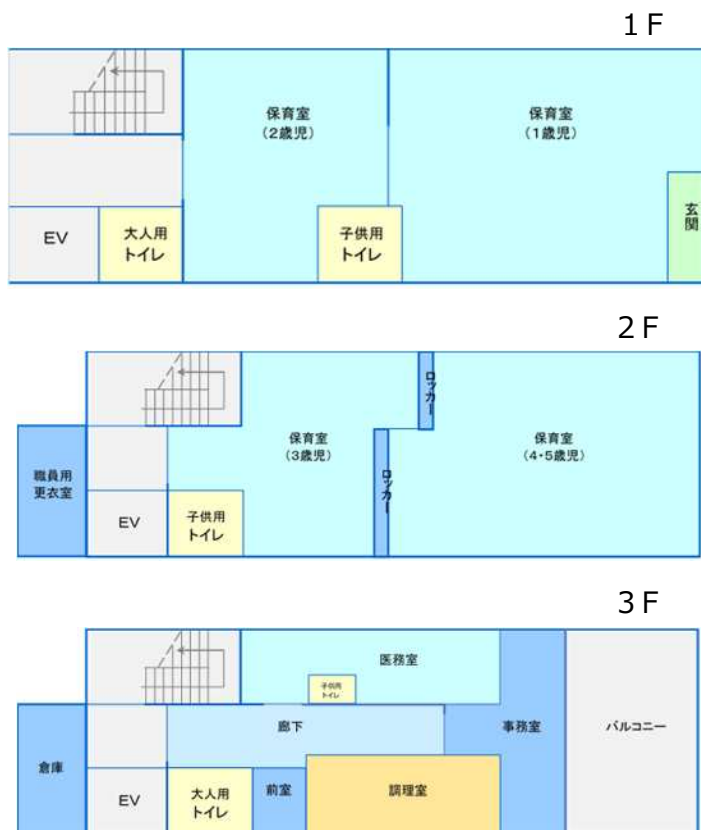 １Ｆ
保育室
（2歳児）
保育室
（1歳児）
玄関
EV
大人用
トイレ
子供用
トイレ
２Ｆ
ロッカー
保育室
（3歳児）
保育室
（4・5歳児）
職員用
更衣室
ロッカー
EV
子供用
トイレ
３Ｆ
医務室
子供用
トイレ
廊下
事務室
バルコニー
倉庫
EV
大人用
トイレ
前室
調理室